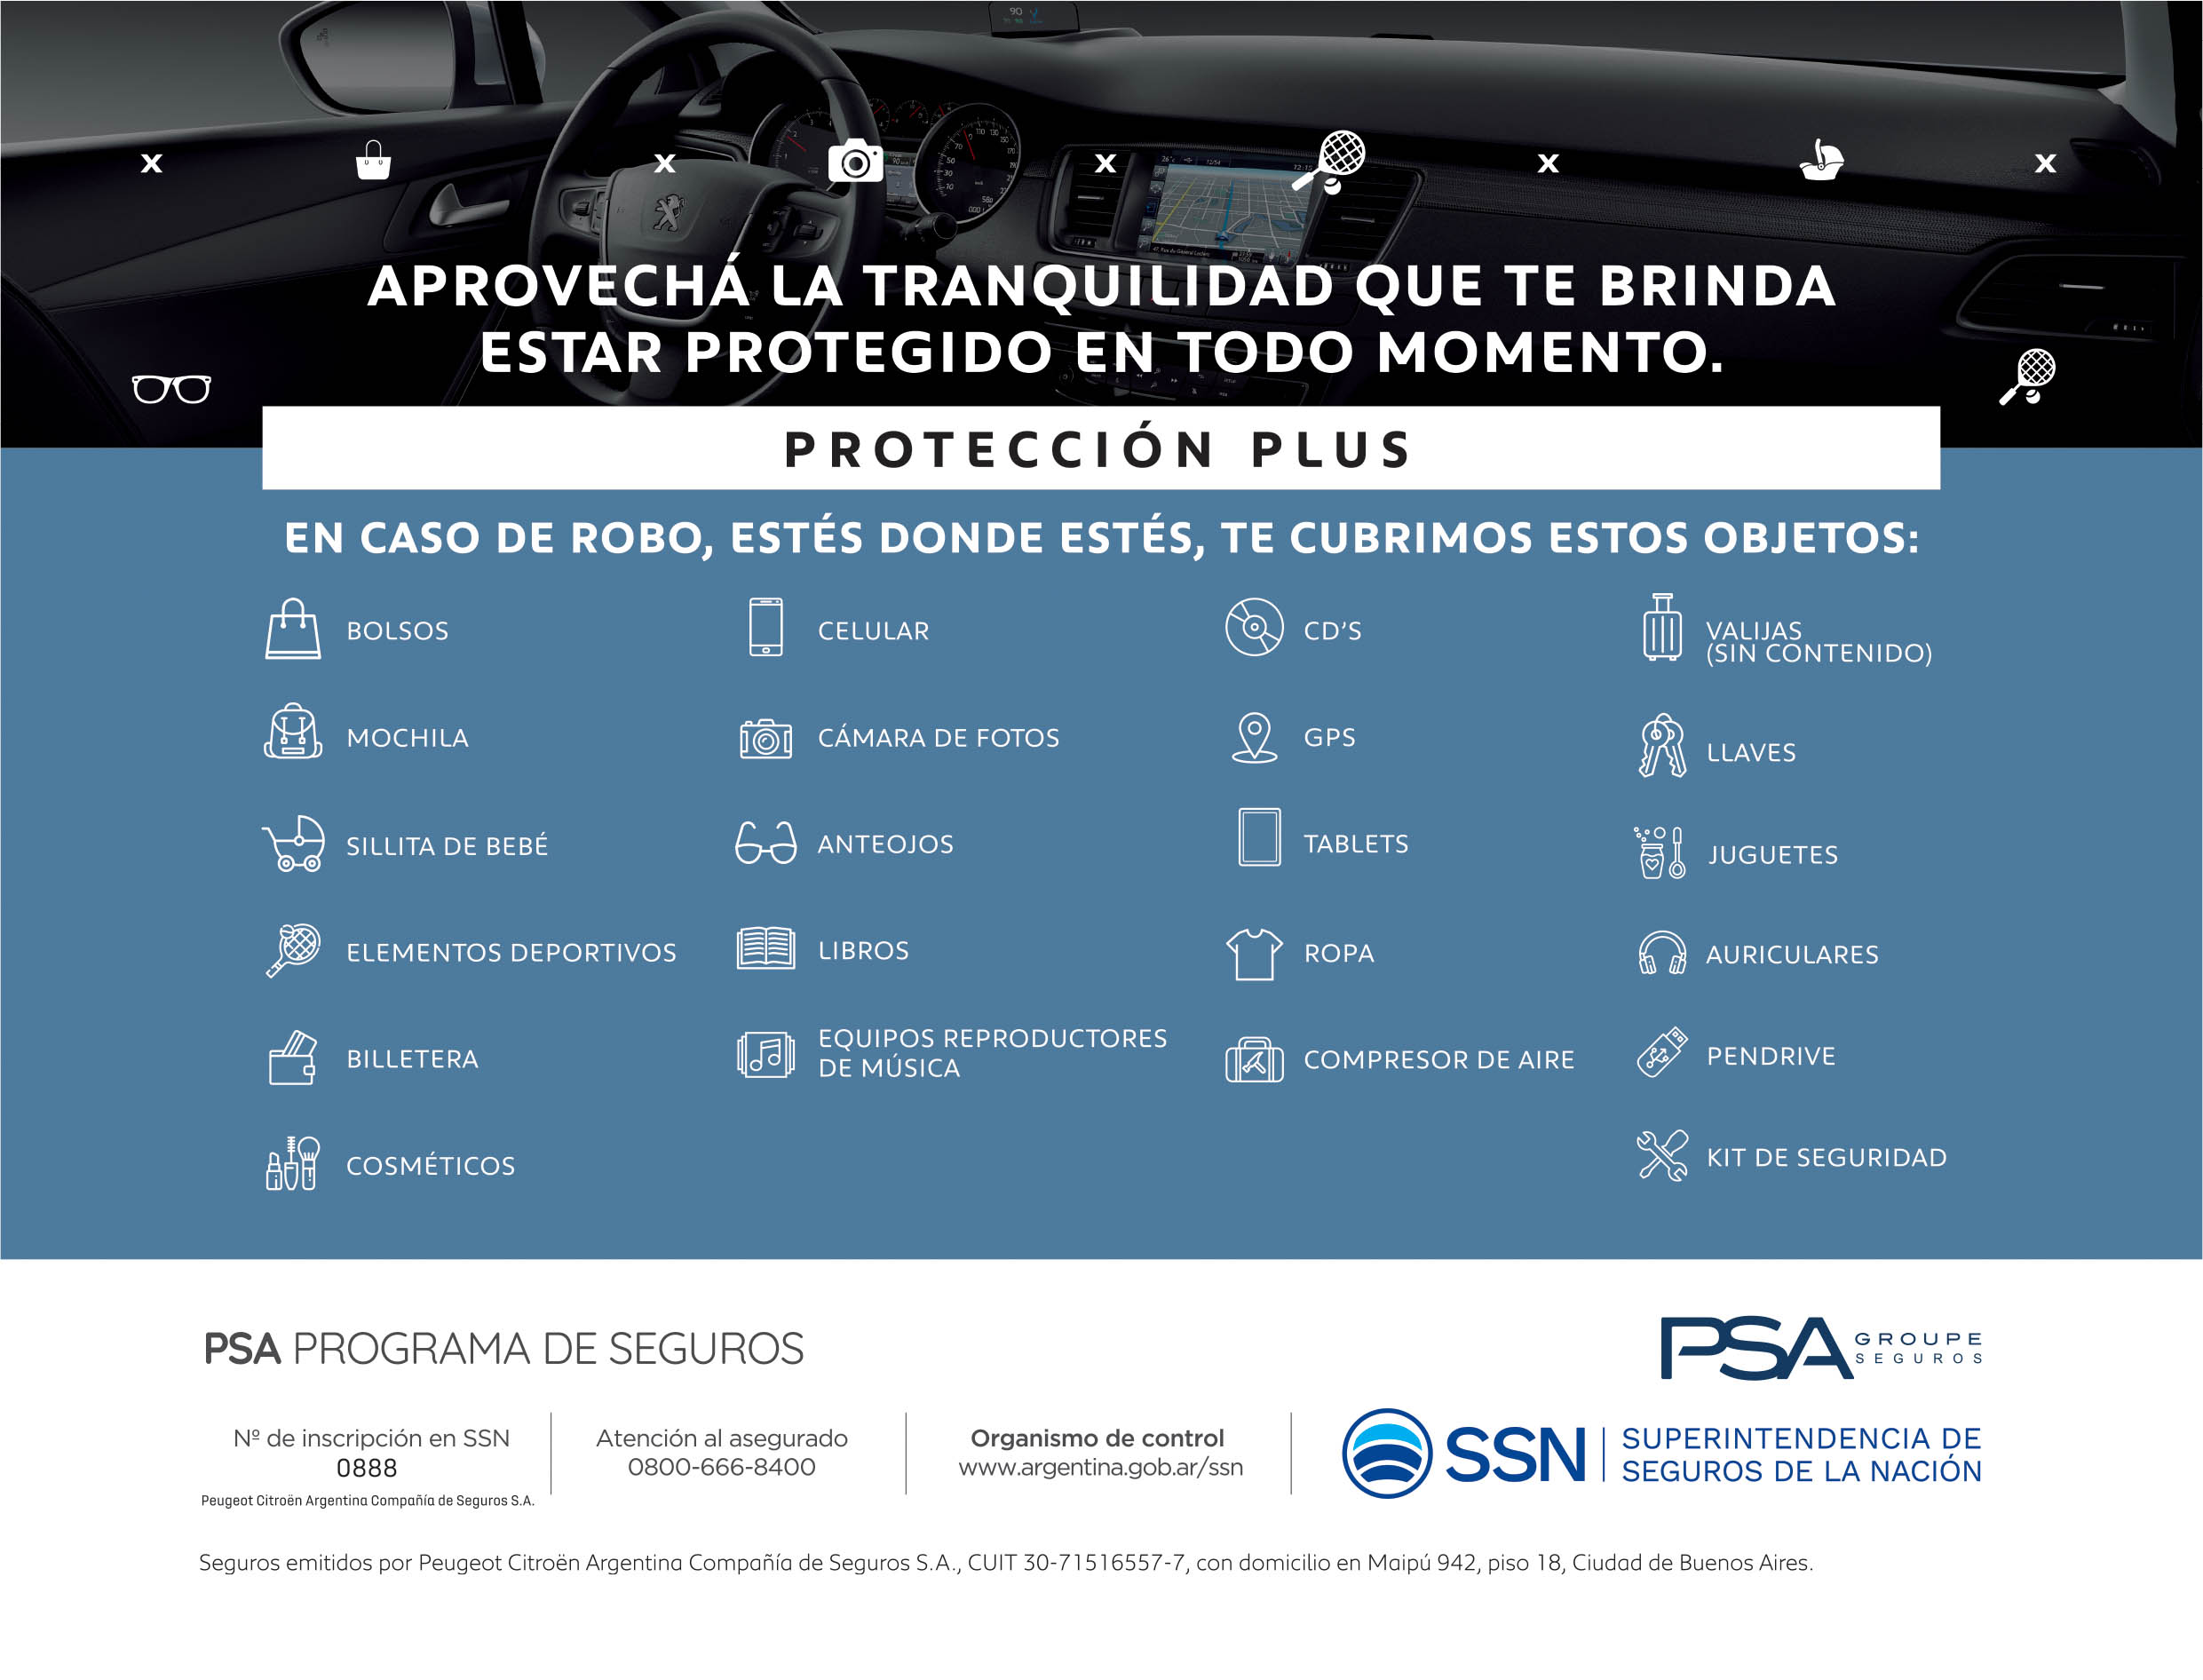 x x x x x
APROVECHÁ LA TRANQUILIDAD QUE TE BRINDA
ESTAR PROTEGIDO EN TODO MOMENTO.
PROTECCIÓN PLUS
EN CASO DE ROBO, ESTÉS DONDE ESTÉS, TE CUBRIMOS ESTOS OBJETOS:
BOLSOS
MOCHILA
SILLITA DE BEBÉ
ELEMENTOS DEPORTIVOS
BILLETERA
COSMÉTICOS
CELULAR
CÁMARA DE FOTOS
ANTEOJOS
LIBROS
EQUIPOS REPRODUCTORES
DE MÚSICA
CD'S
GPS
TABLETS
ROPA
COMPRESOR DE AIRE
VALIJAS
(SIN CONTENIDO)
LLAVES
JUGUETES
AURICULARES
PENDRIVE
KIT DE SEGURIDAD
PSA PROGRAMA DE SEGUROS
PSA GROUPE
SEGUROS
Nº de inscripción en SSN
0888
Peugeot Citroën Argentina Compañía de Seguros S.A.
Atención al asegurado
0800-666-8400
Organismo de control
www.argentina.gob.ar/ssn
SSN
SUPERINTENDENCIA DE
SEGUROS DE LA NACIÓN
Seguros emitidos por Peugeot Citroën Argentina Compañía de Seguros S.A., CUIT 30-71516557-7, con domicilio en Maipú 942, piso 18, Ciudad de Buenos Aires.